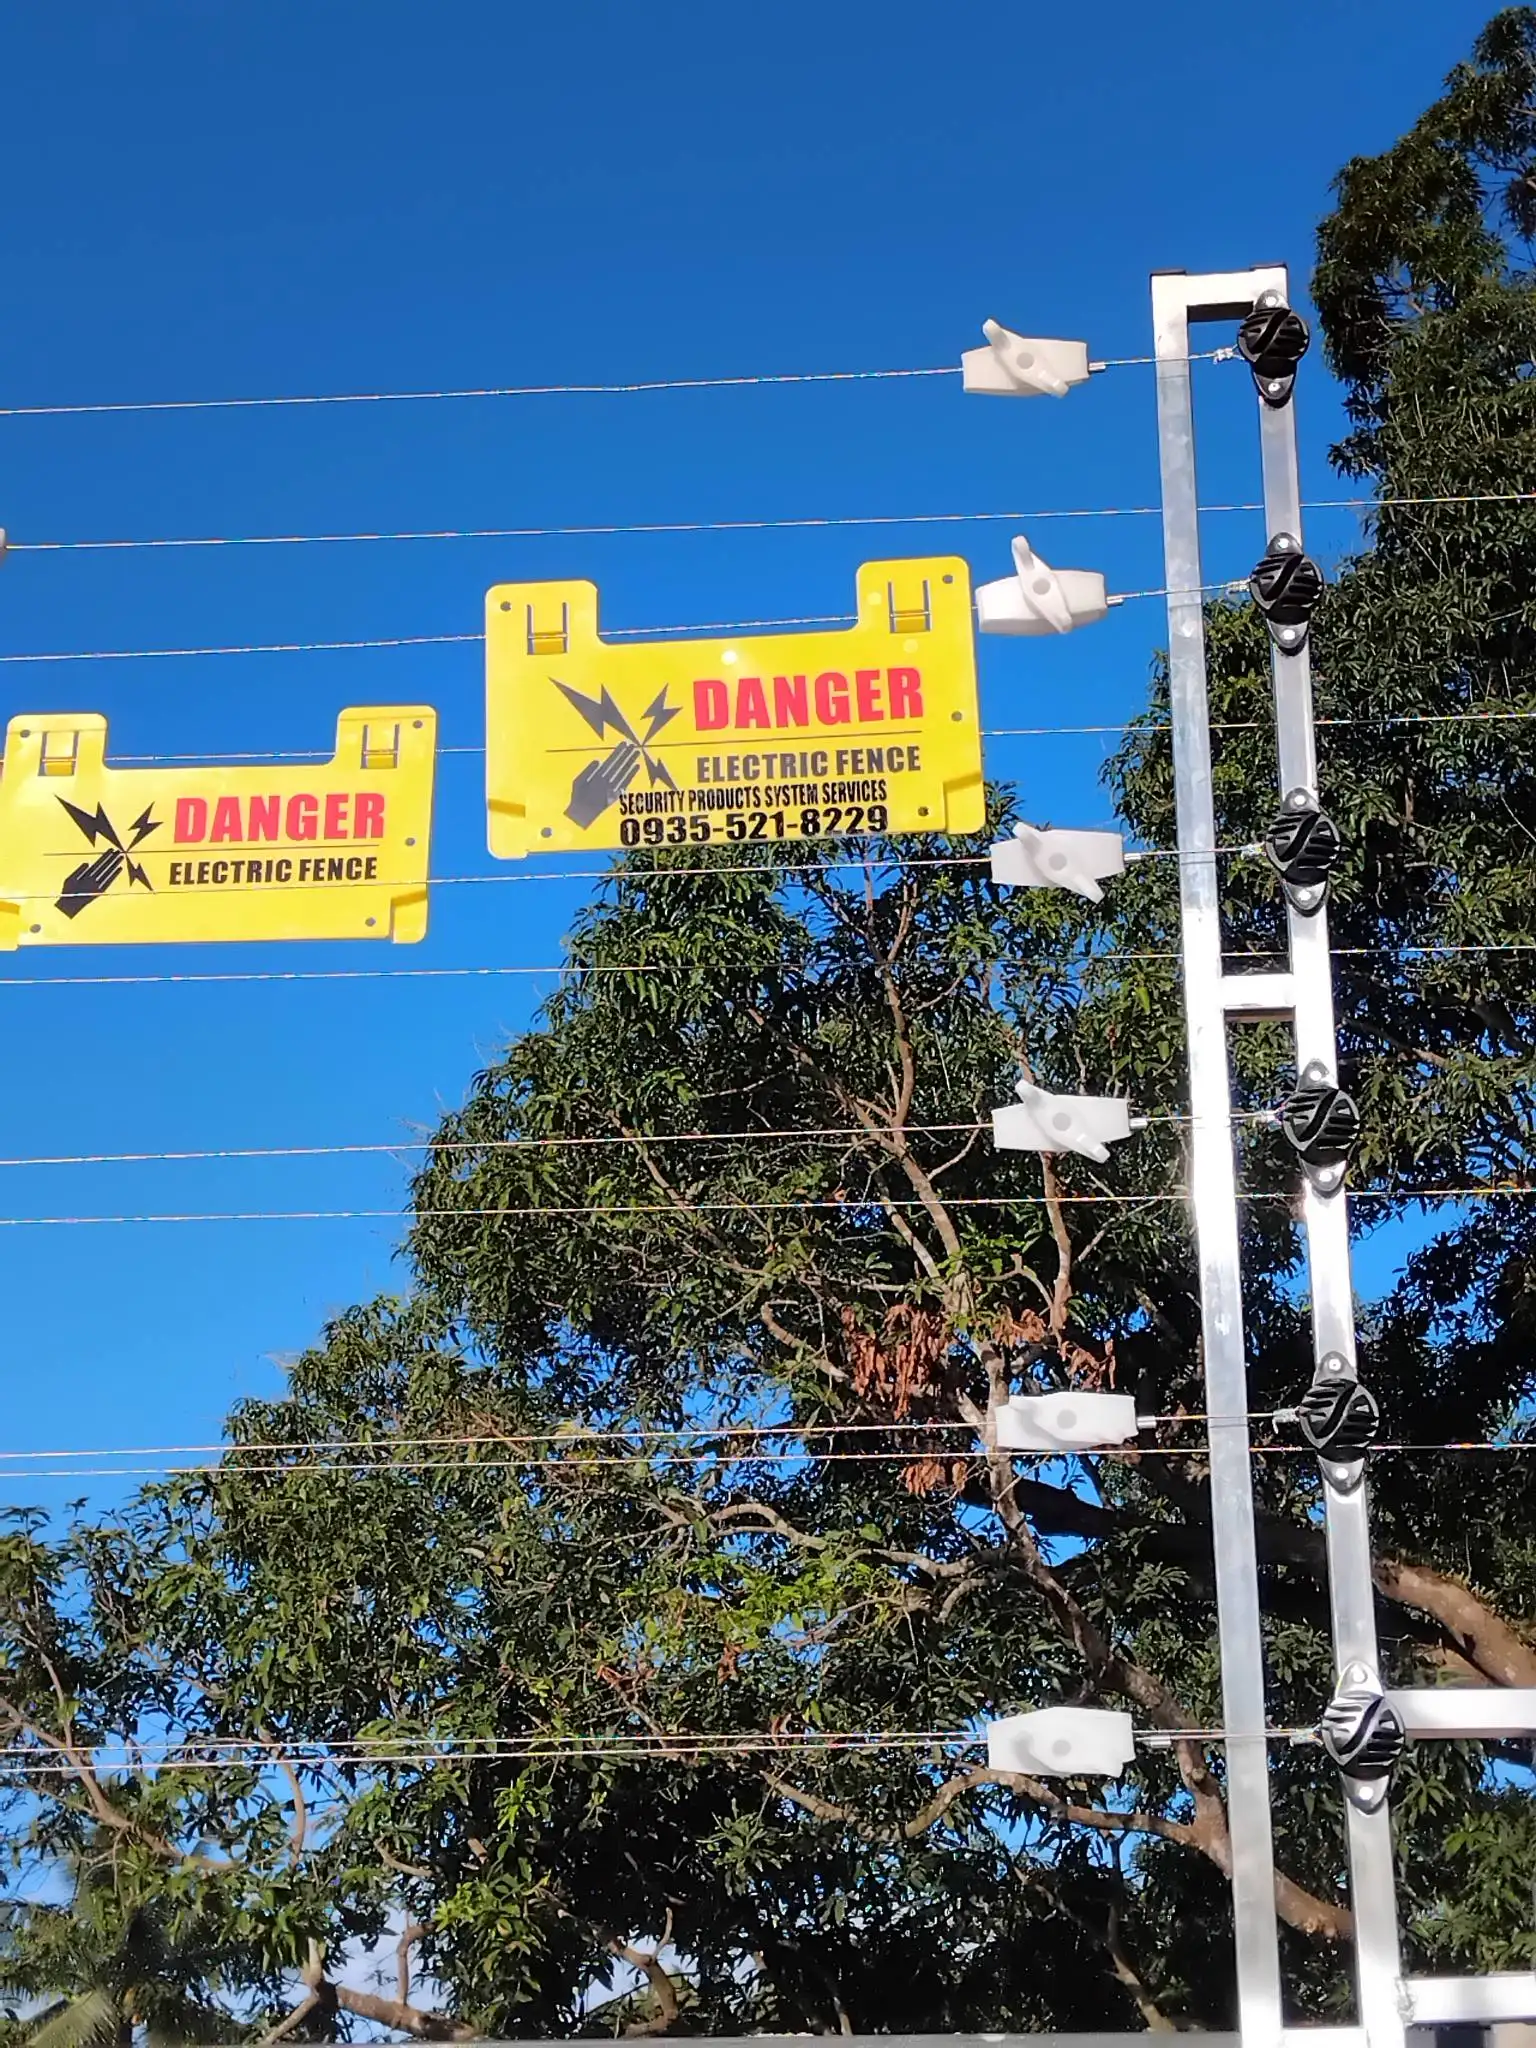 DANGER
ELECTRIC FENCE
SECURITY PRODUCTS SYSTEM SERVICES
0935-521-8229
DANGER
ELECTRIC FENCE